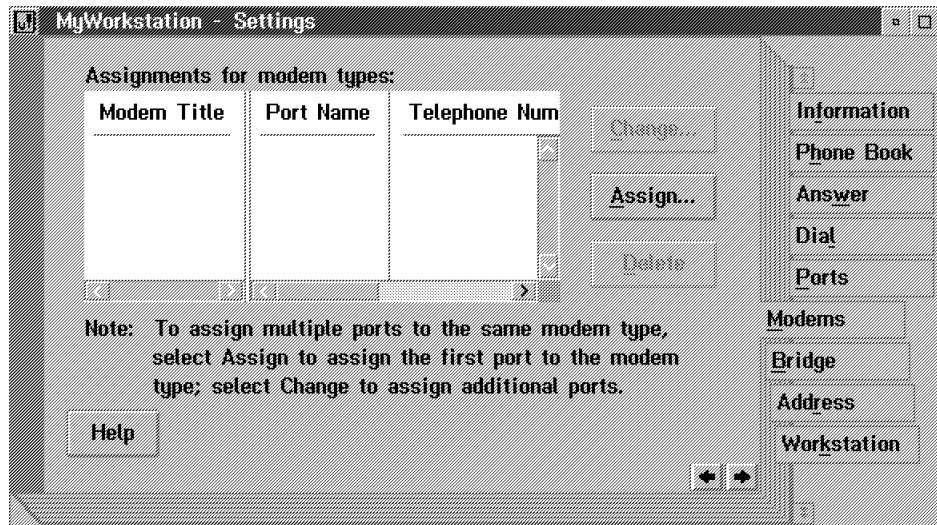 MyWorkstation - Settings
Assignments for modem types:
Modem Title
Port Name
Telephone Num
Change...
Assign...
Delete
Note: To assign multiple ports to the same modem type,
select Assign to assign the first port to the modem
type; select Change to assign additional ports.
Help
Information
Phone Book
Answer
Dial
Ports
Modems
Bridge
Address
Workstation